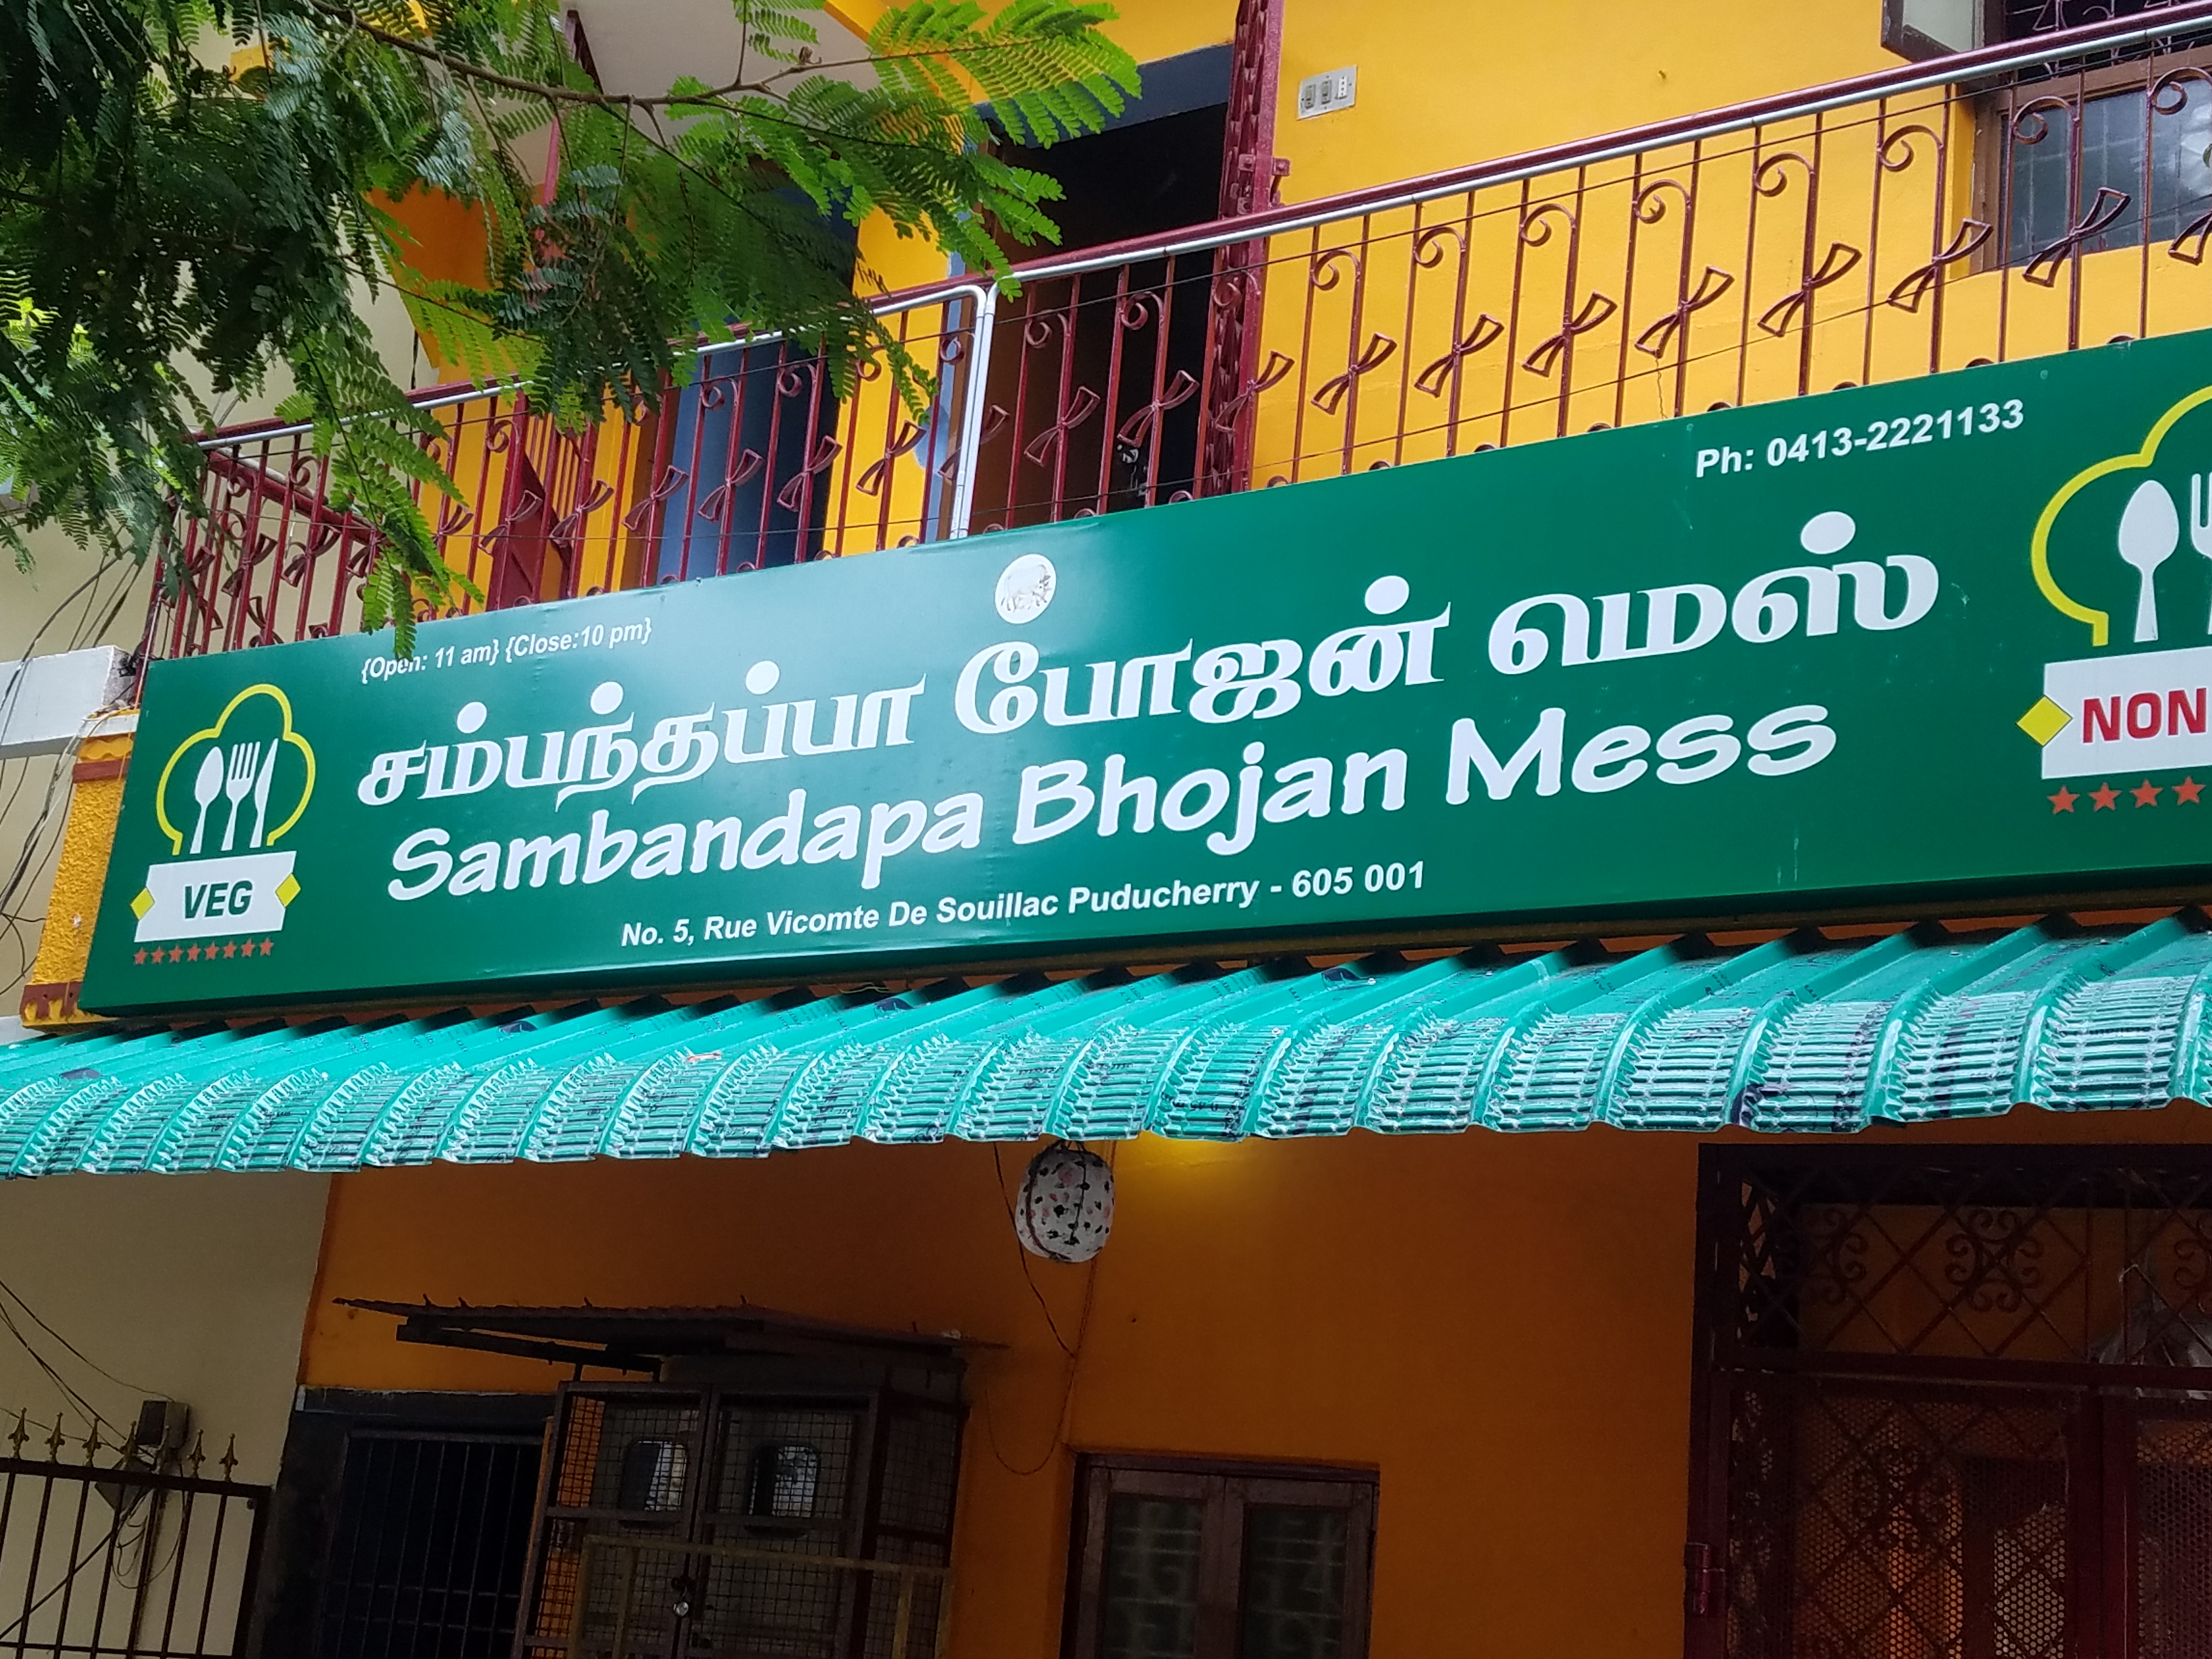 Ph: 0413-2221133
{Open: 11 am} {Close:10 pm}
சம்பந்தப்பா போஜன் மெஸ்
Sambandapa Bhojan Mess
No. 5, Rue Vicomte De Souillac Puducherry - 605 001
VEG
NON